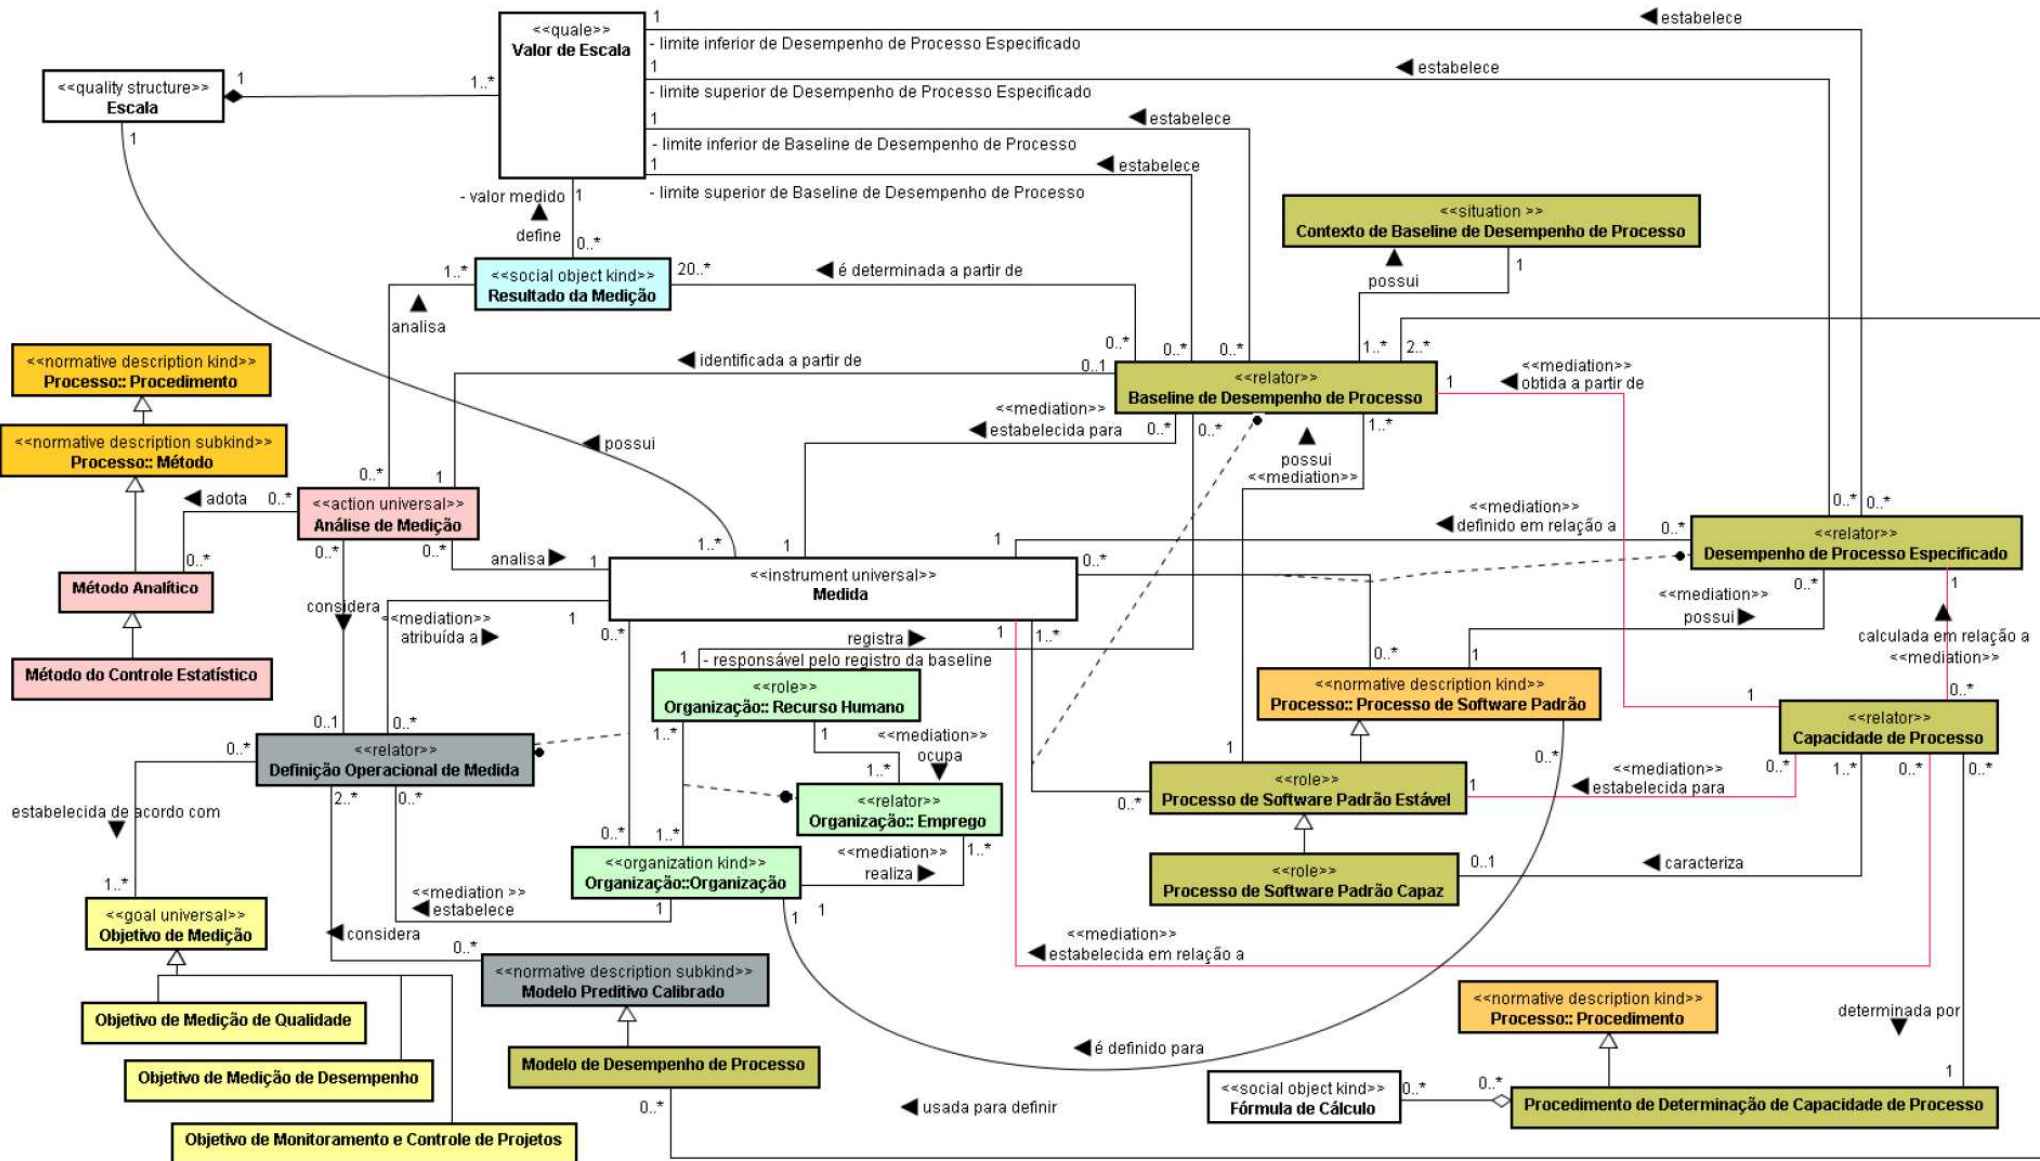 <<quale>>
Valor de Escala
1
◀ estabelece
- limite inferior de Desempenho de Processo Especificado
1
◀ estabelece
- limite superior de Desempenho de Processo Especificado
1
◀ estabelece
- limite inferior de Baseline de Desempenho de Processo
1
◀ estabelece
- limite superior de Baseline de Desempenho de Processo
<<quality structure>>
Escala
1
1..*
1
- valor medido
1
define
0..*
<<situation >>
Contexto de Baseline de Desempenho de Processo
1
possui
1..*
<<social object kind>>
Resultado da Medição
20..*
◀ é determinada a partir de
analisa
0..*
0..*
0..*
1..*
2..*
<<normative description kind>>
Processo:: Procedimento
<<normative description subkind>>
Processo:: Método
◀ identificada a partir de
0..1
<<relator>>
Baseline de Desempenho de Processo
1
<<mediation>>
◀ obtida a partir de
<<mediation>>
◀ estabelecida para
0..*
0..*
1..*
possui
<<mediation>>
◀ possui
0..*
1
◀ adota
0..*
<<action universal>>
Análise de Medição
0..*
0..*
0..*
analisa ▶
1
1..*
1
1
0..*
<<mediation>>
◀ definido em relação a
0..*
0..*
0..*
<<relator>>
Desempenho de Processo Especificado
<<instrument universal>>
Medida
Método Analítico
considera
<<mediation>>
atribuída a ▶
1
0..*
1
1..*
registra ▶
1
- responsável pelo registro da baseline
<<mediation>>
possui ▶
0..*
1
calculada em relação a
<<mediation>>
Método do Controle Estatístico
<<role>>
Organização:: Recurso Humano
0..*
1
<<normative description kind>>
Processo:: Processo de Software Padrão
1
0..*
<<relator>>
Capacidade de Processo
0..1
0..*
0..*
<<relator>>
Definição Operacional de Medida
1..*
1
<<mediation>>
ocupa
1..*
1
0..*
0..*
1..*
0..*
0..*
<<role>>
Processo de Software Padrão Estável
1
<<mediation>>
◀ estabelecida para
<<relator>>
Organização:: Emprego
0..*
estabelecida de acordo com
2..*
0..*
0..*
1..*
<<mediation>>
realiza ▶
1..*
<<organization kind>>
Organização::Organização
<<role>>
Processo de Software Padrão Capaz
0..1
◀ caracteriza
1..*
<<mediation >>
◀ estabelece
1
1
1
<<goal universal>>
Objetivo de Medição
◀ considera
0..*
<<mediation>>
◀ estabelecida em relação a
<<normative description subkind>>
Modelo Preditivo Calibrado
<<normative description kind>>
Processo:: Procedimento
determinada por
Objetivo de Medição de Qualidade
Modelo de Desempenho de Processo
◀ é definido para
Objetivo de Medição de Desempenho
1
<<social object kind>>
Fórmula de Cálculo
0..*
0..*
Procedimento de Determinação de Capacidade de Processo
0..*
◀ usada para definir
Objetivo de Monitoramento e Controle de Projetos